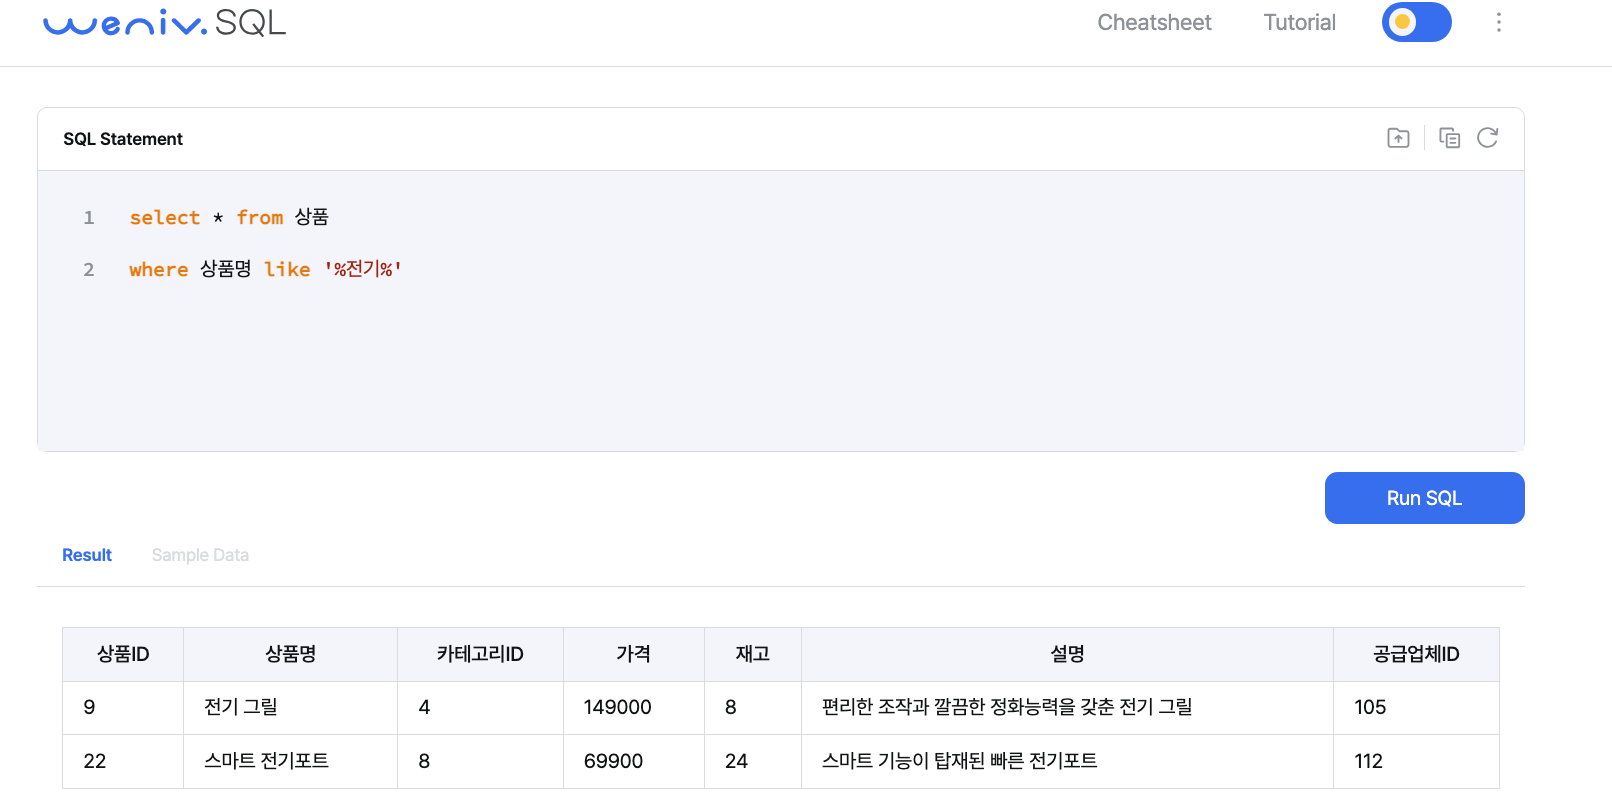 weniv.SQL Cheatsheet Tutorial
SQL Statement
1 select * from 상품
2 where 상품명 like '%전기%'
Run SQL
Result Sample Data
상품ID 상품명 카테고리ID 가격 재고 설명 공급업체ID
9 전기 그릴 4 149000 8 편리한 조작과 깔끔한 정화능력을 갖춘 전기 그릴 105
22 스마트 전기포트 8 69900 24 스마트 기능이 탑재된 빠른 전기포트 112